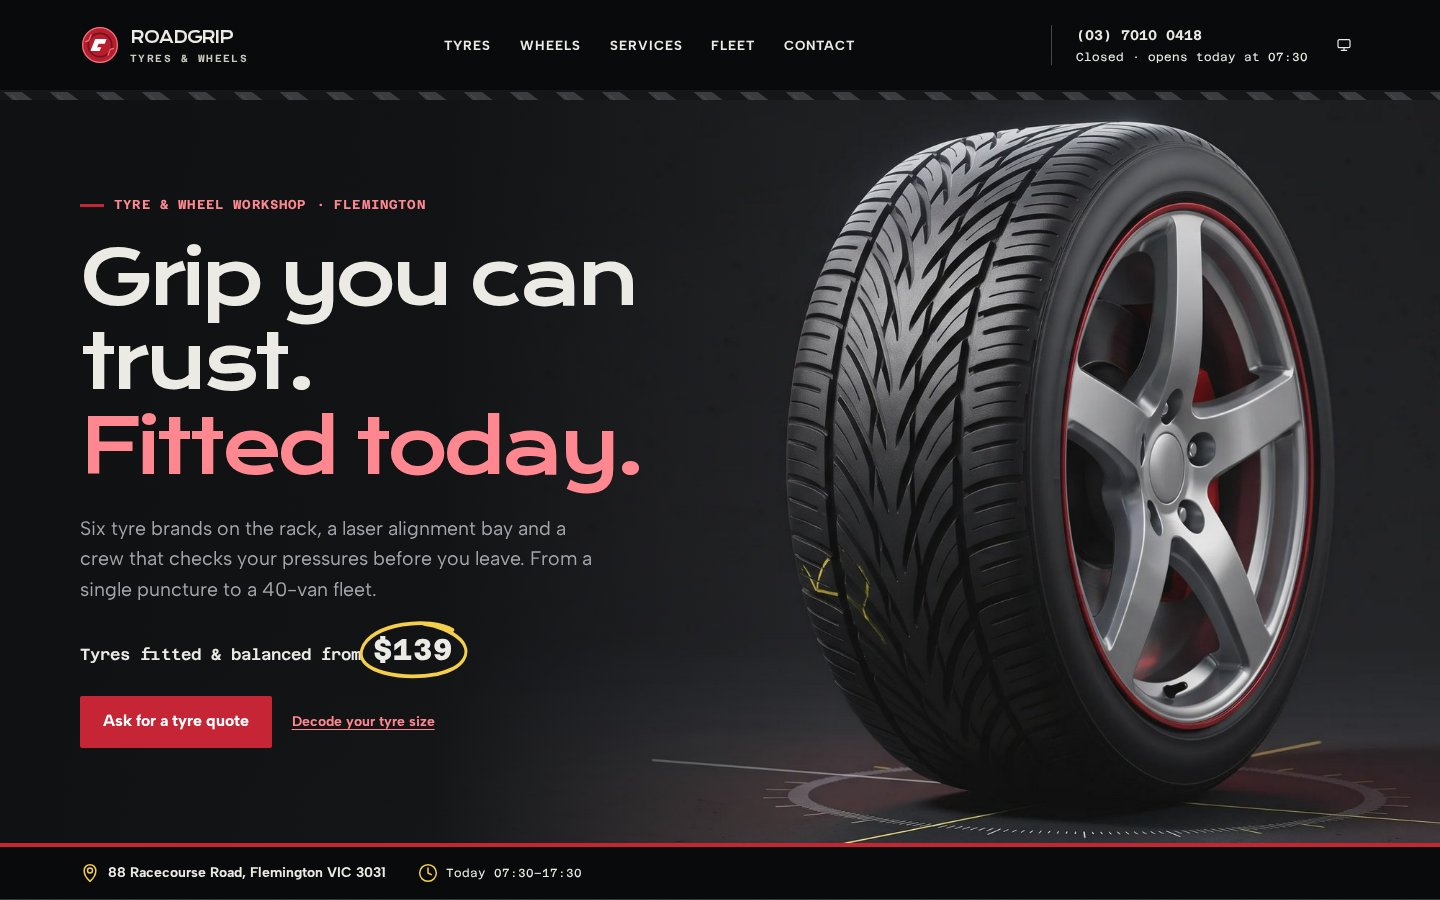 ROADGRIP
TYRES & WHEELS
TYRES WHEELS SERVICES FLEET CONTACT
(03) 7010 0418
Closed · opens today at 07:30
TYRE & WHEEL WORKSHOP · FLEMINGTON
Grip you can
trust.
Fitted today.
Six tyre brands on the rack, a laser alignment bay and a
crew that checks your pressures before you leave. From a
single puncture to a 40-van fleet.
Tyres fitted & balanced from $139
Ask for a tyre quote
Decode your tyre size
88 Racecourse Road, Flemington VIC 3031
Today 07:30–17:30